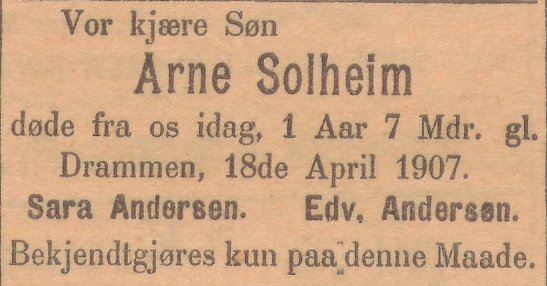 Vor kjære Søn
Arne Solheim
døde fra os idag, 1 Aar 7 Mdr. gl.
Drammen, 18de April 1907.
Sara Andersen. Edv. Andersen.
Bekjendtgjøres kun paa denne Maade.